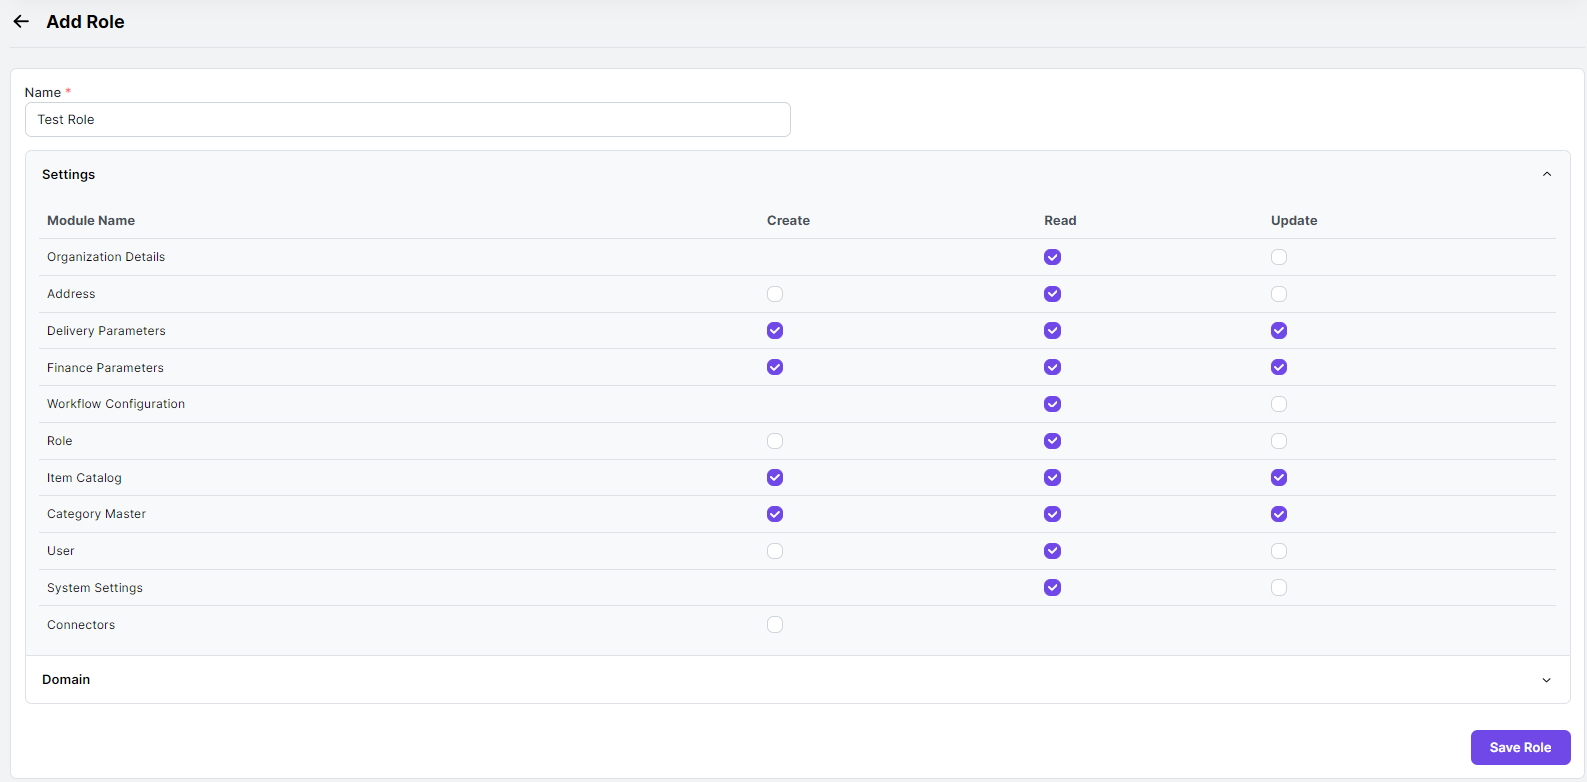 Add Role
Name *
Test Role
Settings
Module Name Create Read Update
Organization Details
Address
Delivery Parameters
Finance Parameters
Workflow Configuration
Role
Item Catalog
Category Master
User
System Settings
Connectors
Domain
Save Role